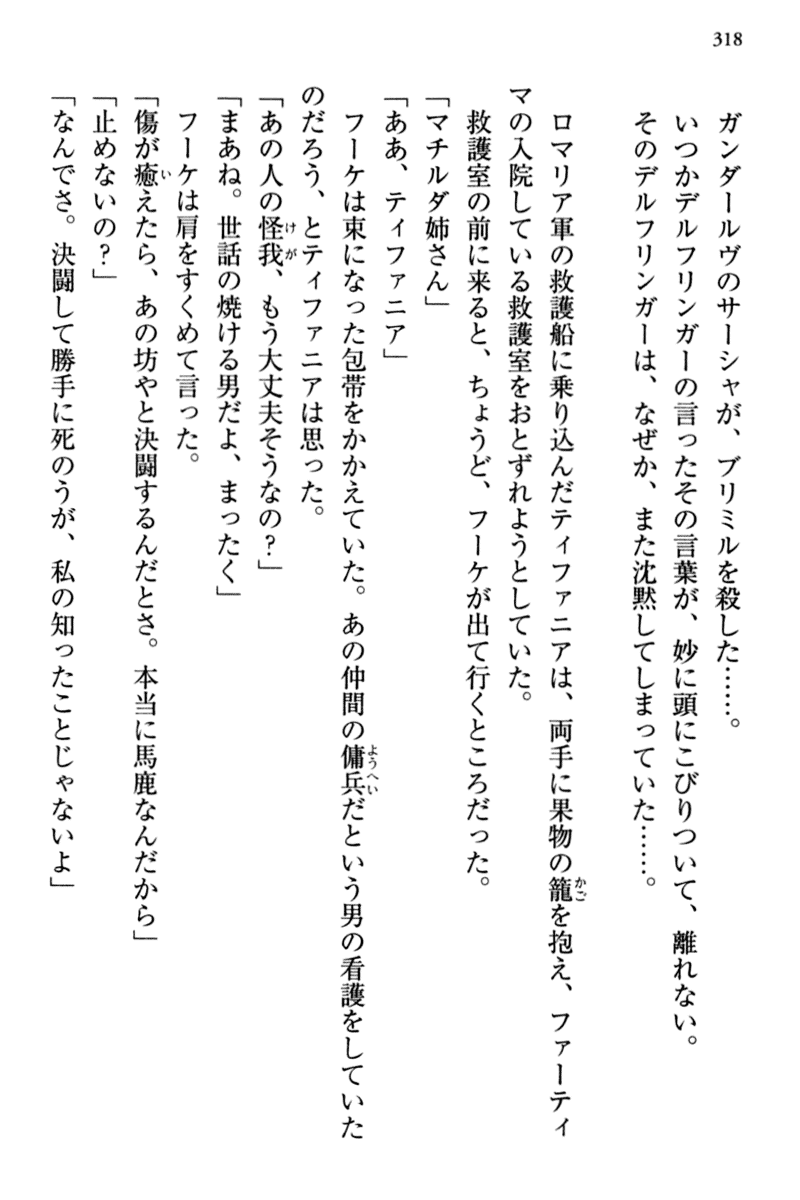 318
ガンダールヴのサーシャが、ブリミルを殺した……。
いつかデルフリンガーの言ったその言葉が、妙に頭にこびりついて、離れない。
そのデルフリンガーは、なぜか、また沈黙してしまっていた……。
ロマリア軍の救護船に乗り込んだティファニアは、両手に果物の籠を抱え、ファーティ
マの入院している救護室をおとずれようとしていた。
救護室の前に来ると、ちょうど、フーケが出て行くところだった。
「マチルダ姉さん」
「ああ、ティファニア」
フーケは束になった包帯をかかえていた。あの仲間の傭兵だという男の看護をしていた
のだろう、とティファニアは思った。
「あの人の怪我、もう大丈夫そうなの？」
「まあね。世話の焼ける男だよ、まったく」
フーケは肩をすくめて言った。
「傷が癒えたら、あの坊やと決闘するんだとさ。本当に馬鹿なんだから」
「止めないの？」
「なんでさ。決闘して勝手に死のうが、私の知ったことじゃないよ」